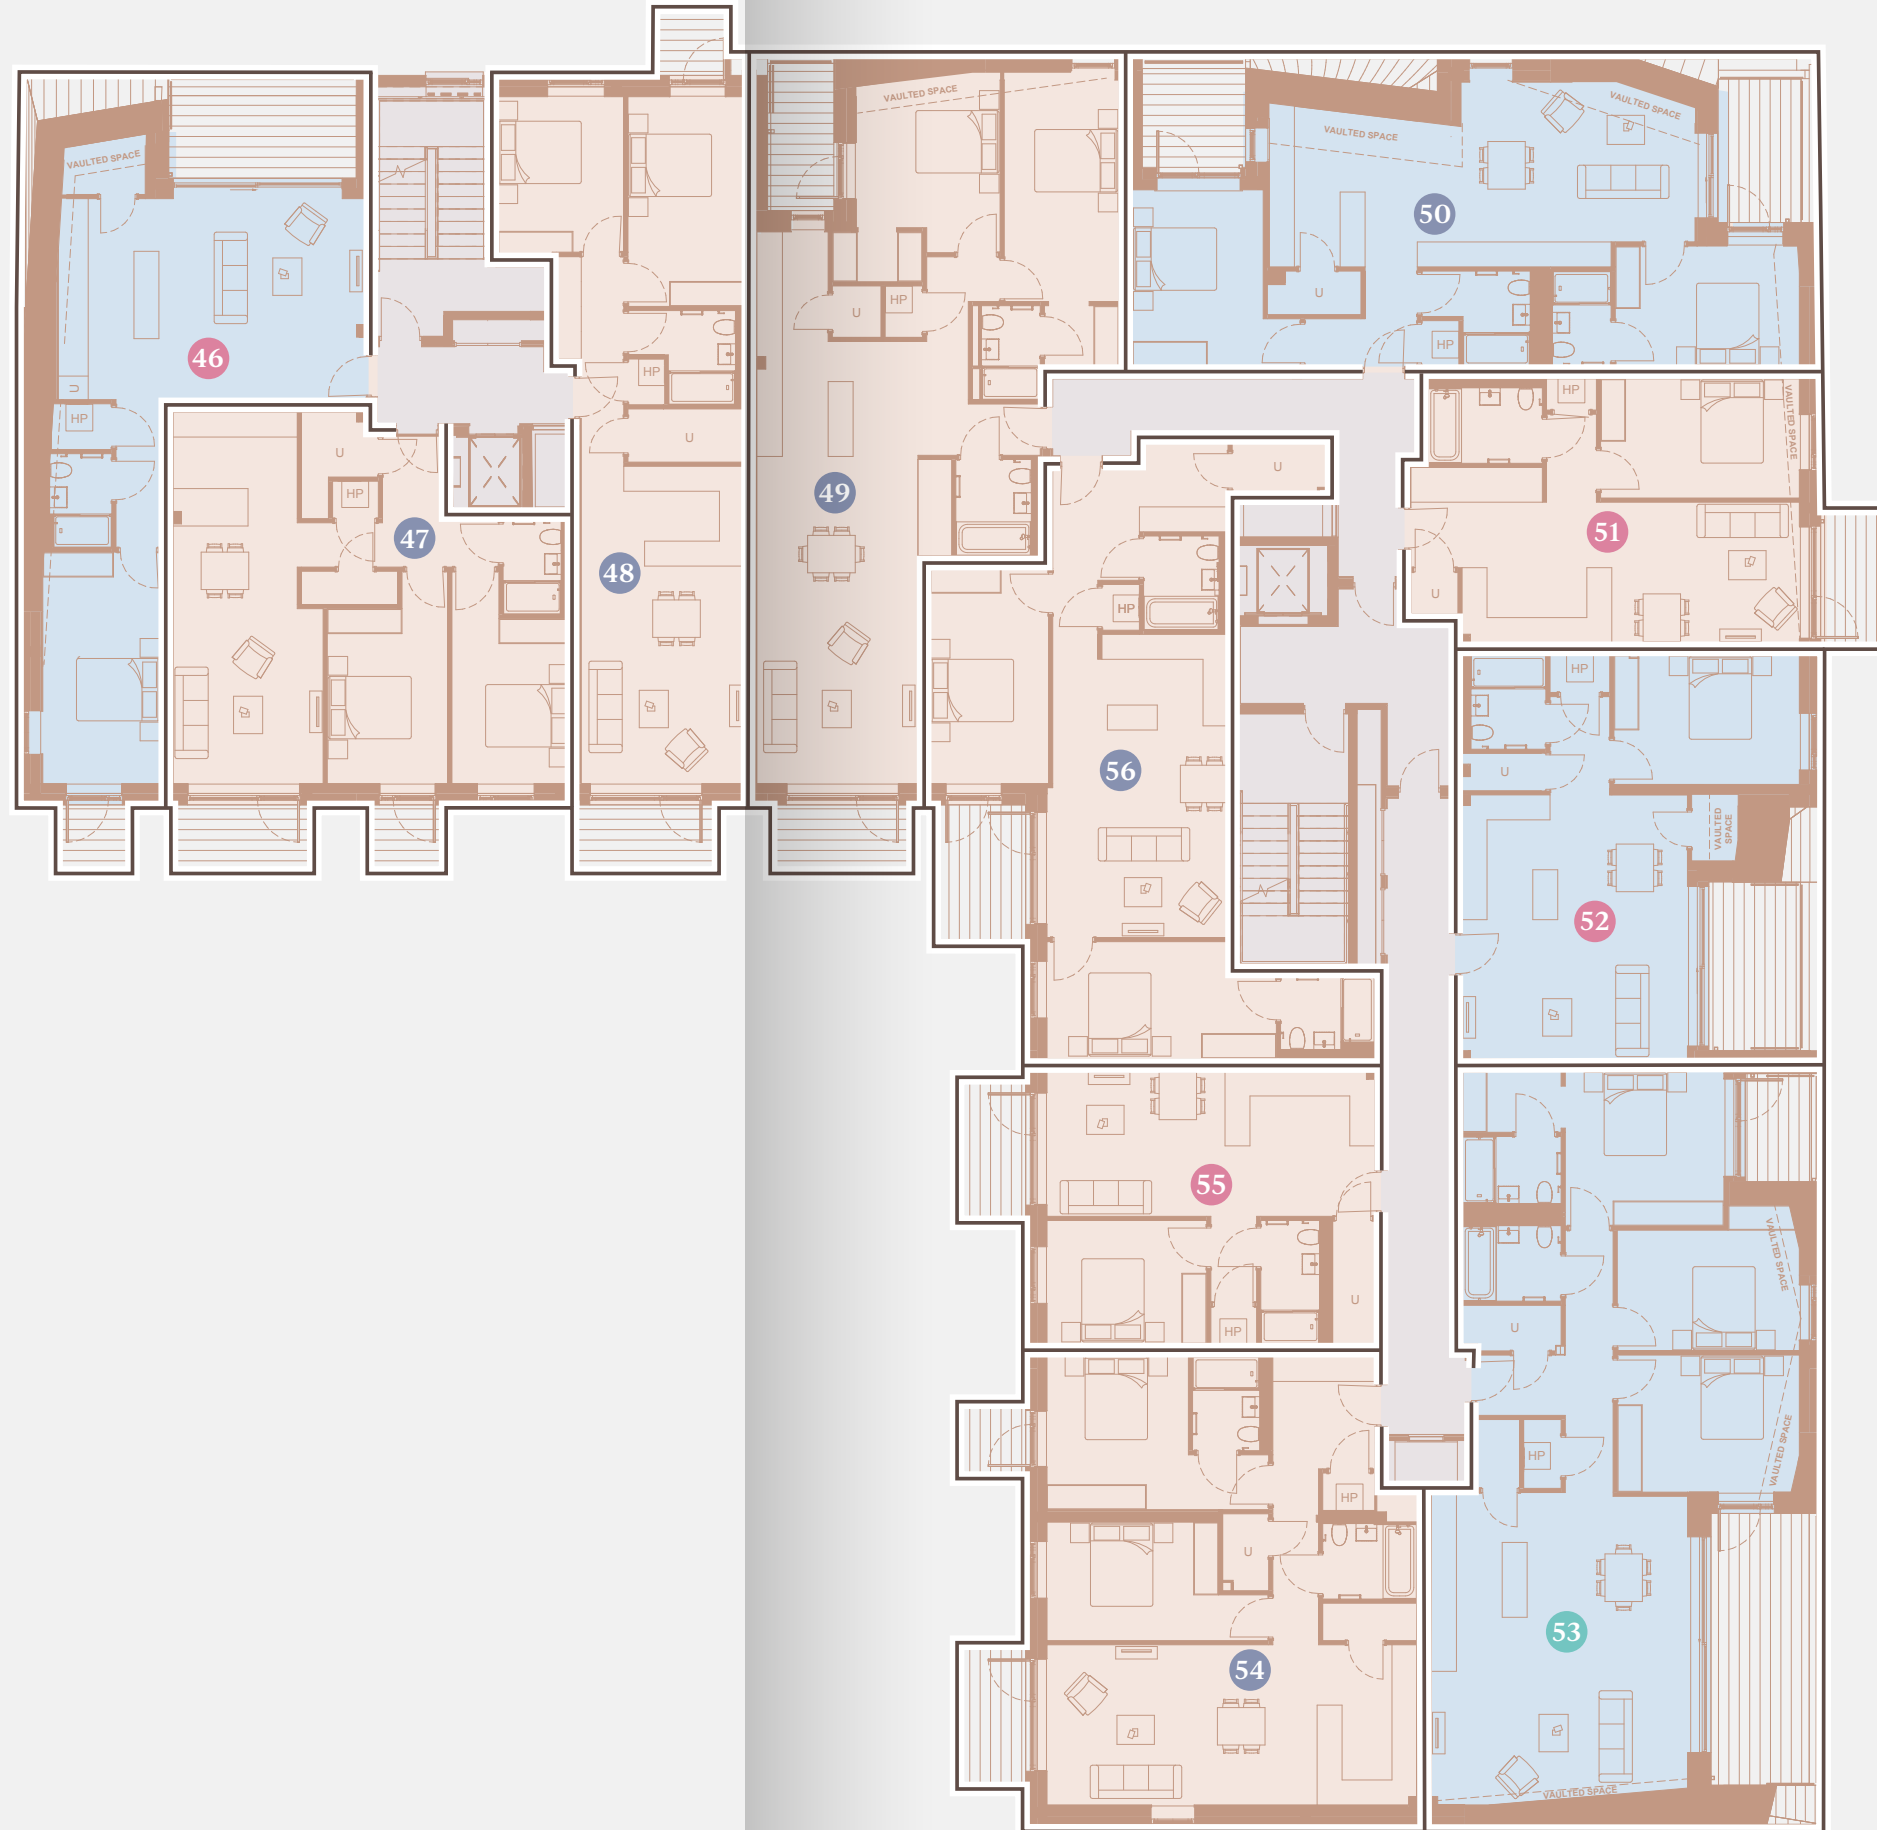 VAULTED SPACE
46
U
HP
U
HP
47
HP
U
48
VAULTED SPACE
U
HP
49
VAULTED SPACE
VAULTED SPACE
50
U
HP
HP
VAULTED SPACE
51
U
U
HP
56
HP
U
VAULTED
SPACE
52
55
U
HP
VAULTED SPACE
U
HP
VAULTED SPACE
53
VAULTED SPACE
HP
U
54